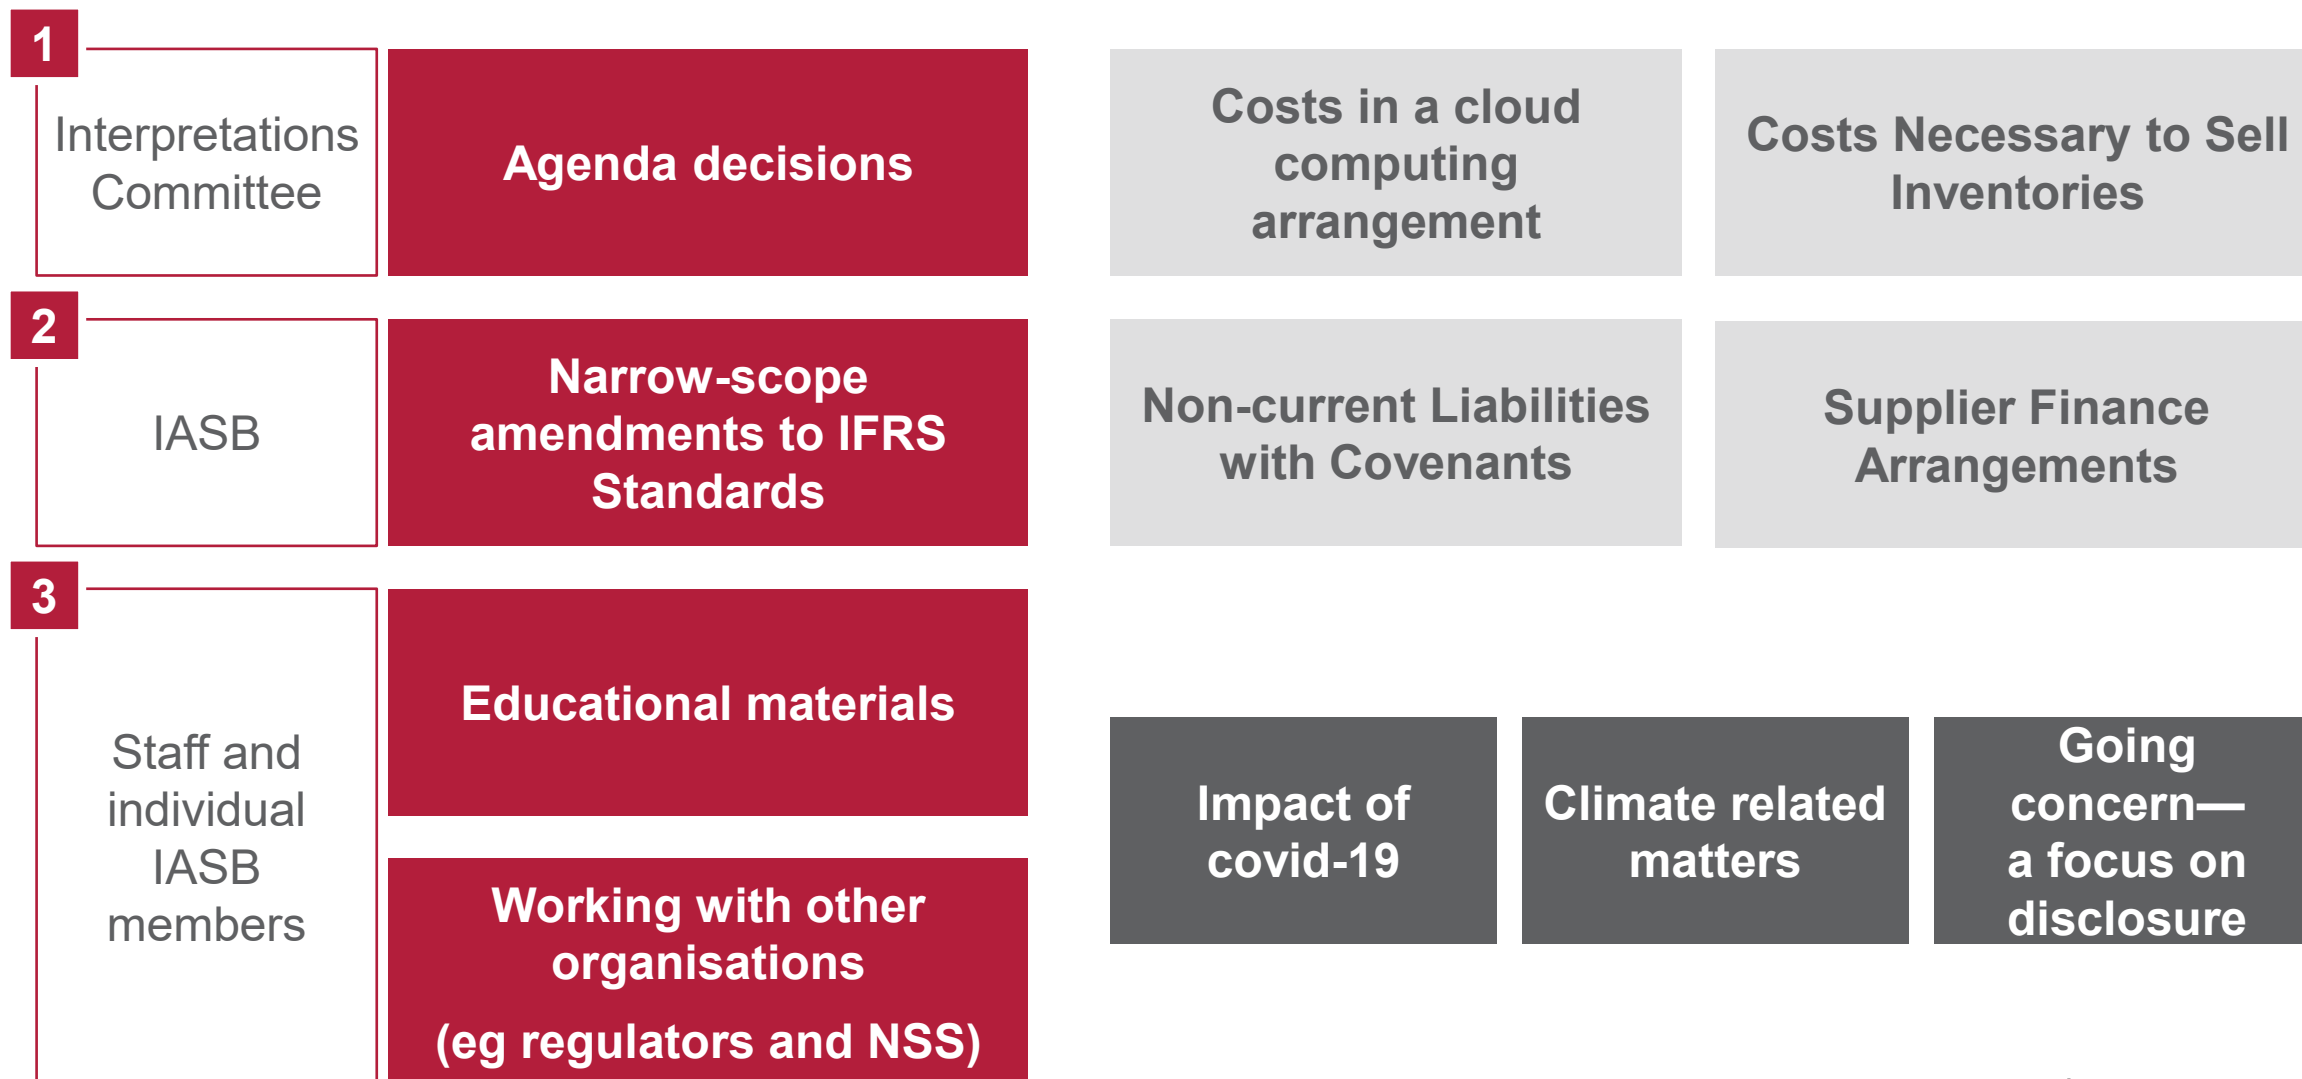 1
Interpretations
Committee
Agenda decisions
Costs in a cloud
computing
arrangement
Costs Necessary to Sell
Inventories
2
IASB
Narrow-scope
amendments to IFRS
Standards
Non-current Liabilities
with Covenants
Supplier Finance
Arrangements
3
Staff and
individual
IASB
members
Educational materials
Working with other
organisations
(eg regulators and NSS)
Impact of
covid-19
Climate related
matters
Going
concern—
a focus on
disclosure